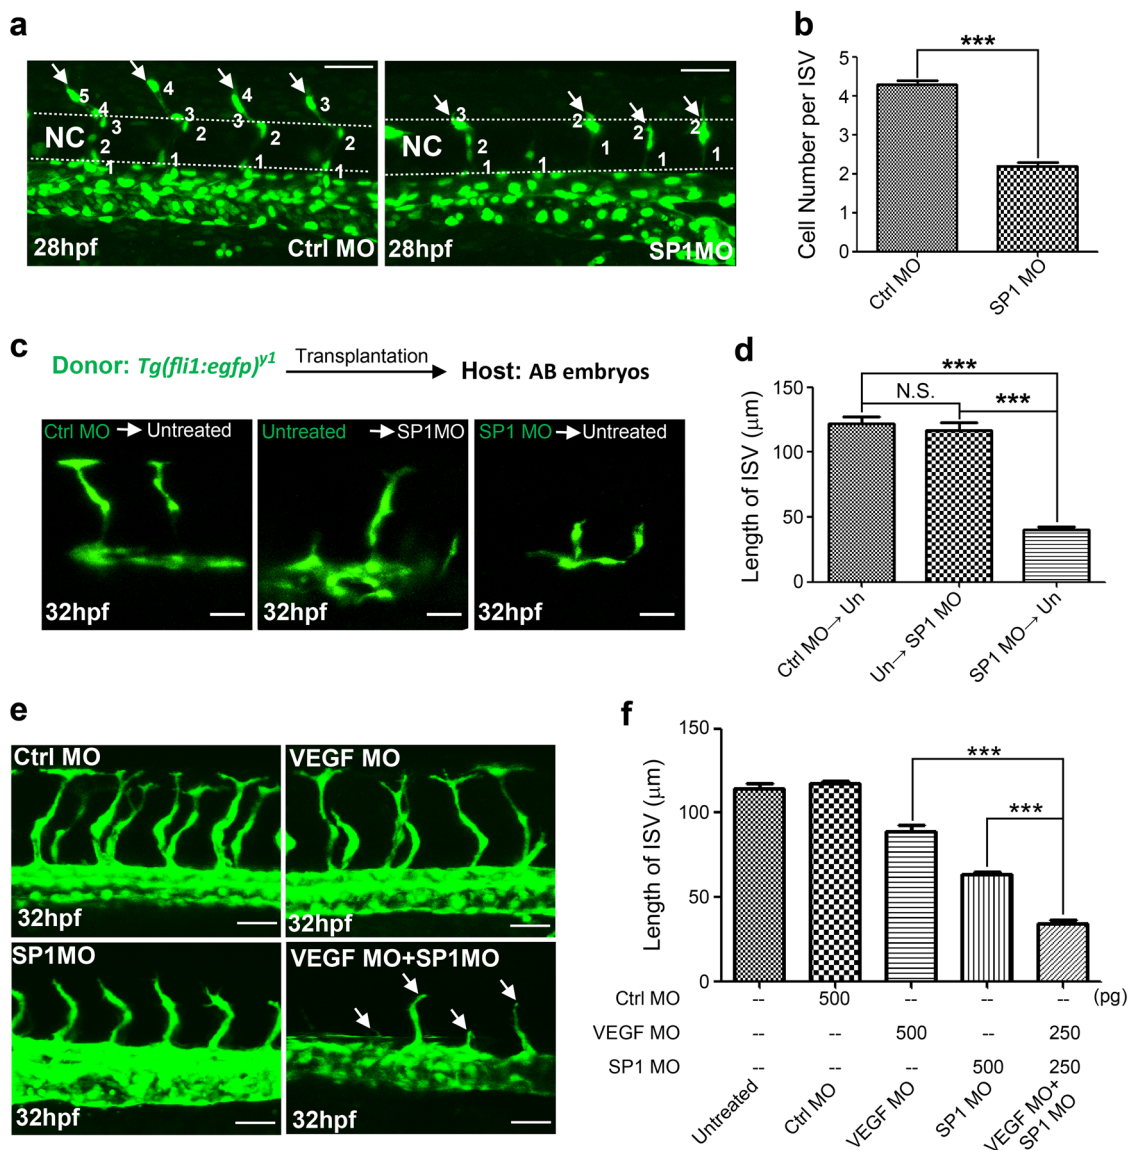 a
5
4
3
2
1
NC
4
3
2
1
4
3
2
1
3
2
1
28hpf
Ctrl MO
3
2
1
NC
1
2
1
2
1
2
1
28hpf
SP1MO
b
Cell Number per ISV
5
4
3
2
1
0
***
Ctrl MO
SP1 MO
c
Donor: Tg(fli1:egfp)y1
Transplantation
Host: AB embryos
Ctrl MO → Untreated
32hpf
Untreated → SP1MO
32hpf
SP1 MO → Untreated
32hpf
d
Length of ISV (μm)
150
100
50
0
***
N.S.
***
Ctrl MO→ Un
Un→ SP1 MO
SP1 MO→ Un
e
Ctrl MO
32hpf
VEGF MO
32hpf
SP1MO
32hpf
VEGF MO+SP1MO
32hpf
f
Length of ISV (μm)
150
100
50
0
***
***
Ctrl MO -- 500 -- -- -- (pg)
VEGF MO -- -- 500 -- 250
SP1 MO -- -- -- 500 250
Untreated
Ctrl MO
VEGF MO
SP1 MO
VEGF MO+
SP1 MO